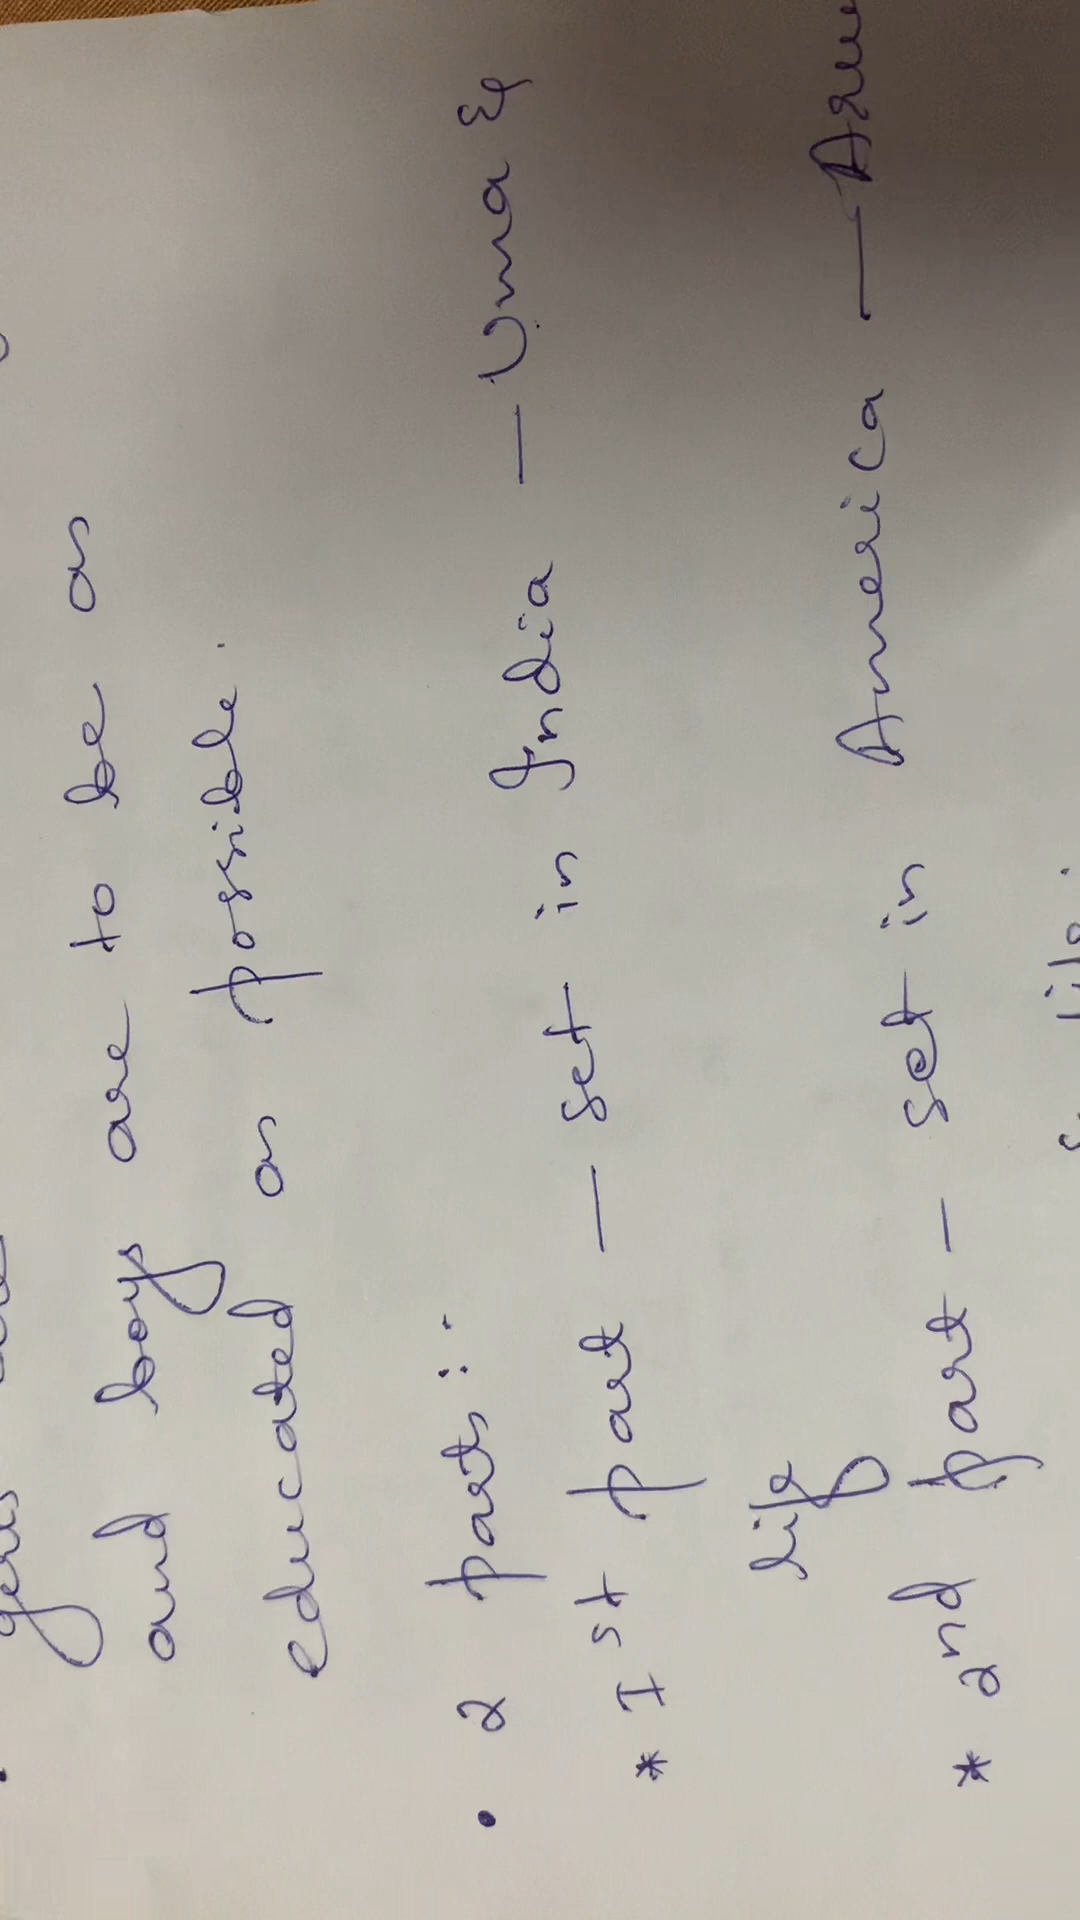 and boys are to be as
educated as possible.
• 2 parts:-
* 1st part — set in India — Uma &
life
* 2nd part — set in America —